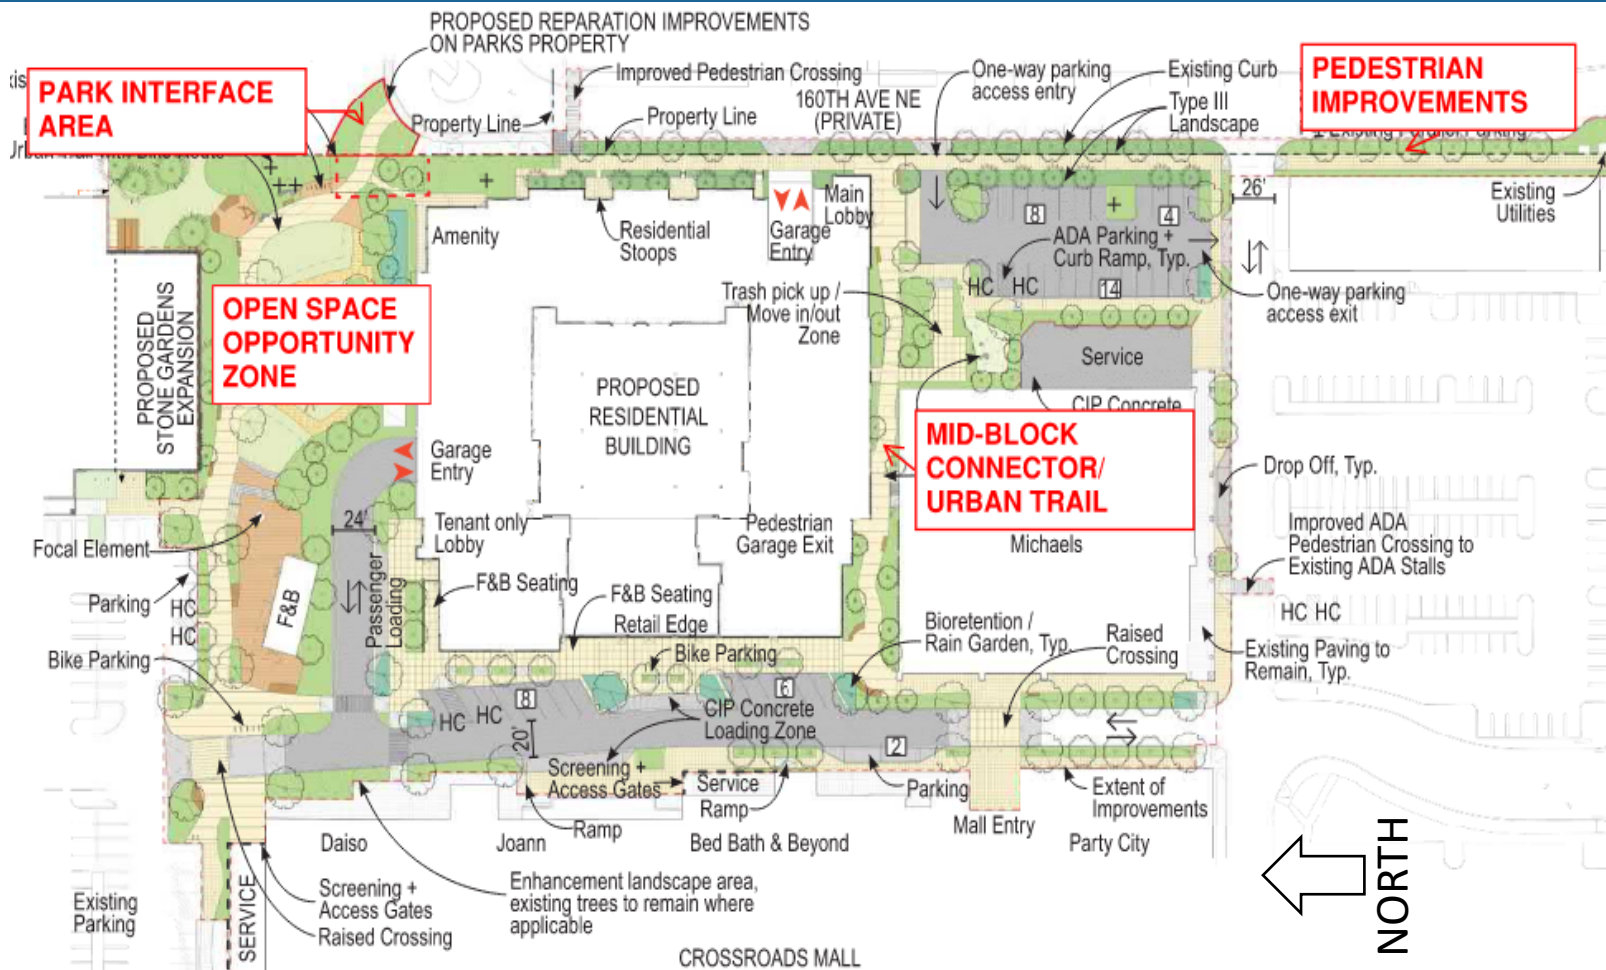 PROPOSED REPARATION IMPROVEMENTS
ON PARKS PROPERTY
PARK INTERFACE
AREA
Property Line
Improved Pedestrian Crossing
Property Line
160TH AVE NE
(PRIVATE)
One-way parking
access entry
Existing Curb
Type III
Landscape
PEDESTRIAN
IMPROVEMENTS
Existing
Utilities
26'
Amenity
Residential
Stoops
Garage
Entry
Main
Lobby
8
4
ADA Parking +
Curb Ramp, Typ.
HC HC
14
One-way parking
access exit
Trash pick up /
Move in/out
Zone
Service
CIP Concrete
PROPOSED
STONE GARDENS
EXPANSION
OPEN SPACE
OPPORTUNITY
ZONE
PROPOSED
RESIDENTIAL
BUILDING
MID-BLOCK
CONNECTOR/
URBAN TRAIL
Michaels
Garage
Entry
24'
Tenant only
Lobby
Pedestrian
Garage Exit
Drop Off, Typ.
Improved ADA
Pedestrian Crossing to
Existing ADA Stalls
HC HC
Focal Element
Parking
HC
HC
F&B
Passenger
Loading
F&B Seating
F&B Seating
Retail Edge
Bike Parking
Bike Parking
Bioretention /
Rain Garden, Typ.
Raised
Crossing
Existing Paving to
Remain, Typ.
8
6
HC HC
20'
CIP Concrete
Loading Zone
2
Screening +
Access Gates
Service
Ramp
Parking
Extent of
Improvements
Ramp
Mall Entry
Daiso
Joann
Bed Bath & Beyond
Party City
Existing
Parking
SERVICE
Screening +
Access Gates
Raised Crossing
Enhancement landscape area,
existing trees to remain where
applicable
CROSSROADS MALL
NORTH